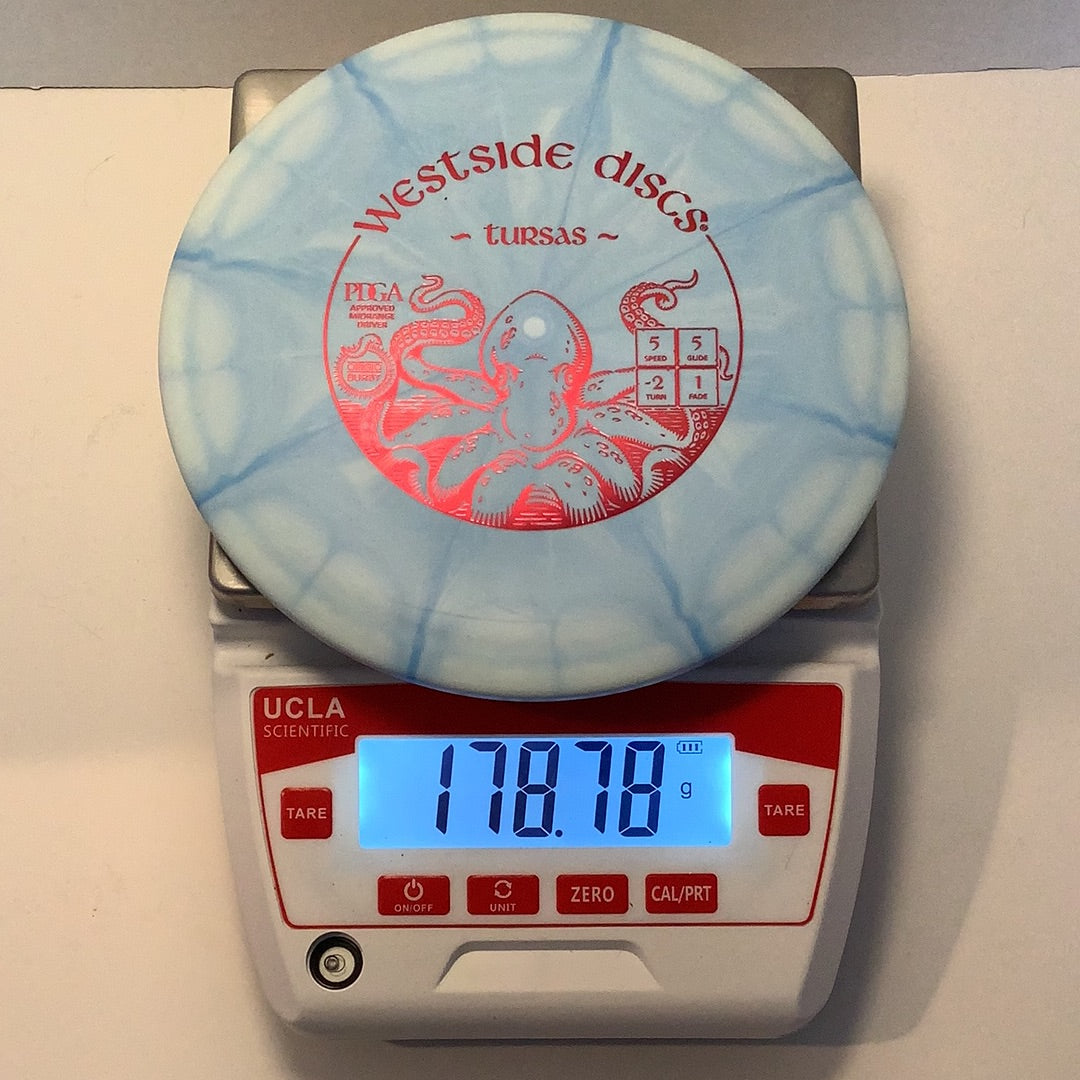 westside discs
~ tursas ~
PDGA
APPROVED
MIDRANGE
DRIVER
BURST
5 5
SPEED GLIDE
-2 1
TURN FADE
UCLA
SCIENTIFIC
178.78 g
TARE
TARE
ON/OFF
UNIT
ZERO
CAL/PRT